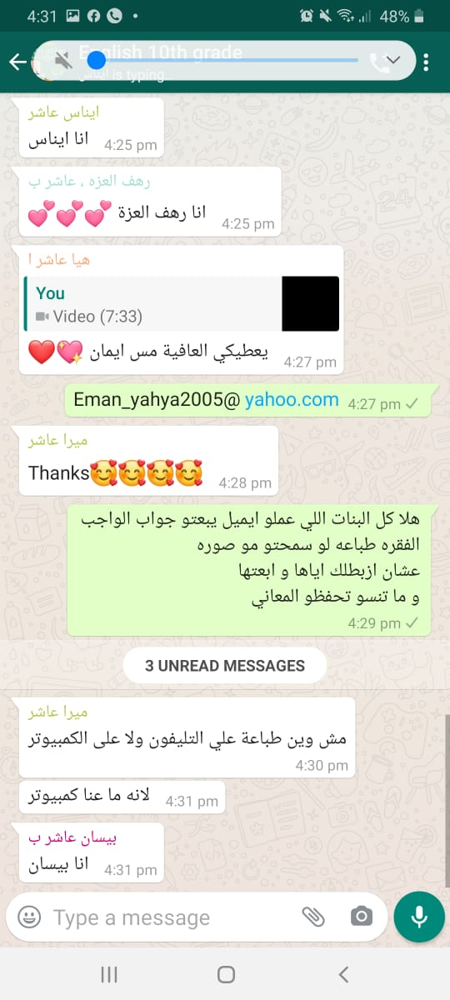 4:31
48%
English 10th grade
ايناس is typing...
ايناس عاشر
انا ايناس
4:25 pm
رهف العزه ، عاشر ب
انا رهف العزة 💕💕💕
4:25 pm
هيا عاشر ا
You
Video (7:33)
يعطيكي العافية مس ايمان 💖❤️
4:27 pm
Eman_yahya2005@ yahoo.com
4:27 pm
ميرا عاشر
Thanks🥰🥰🥰🥰
4:28 pm
هلا كل البنات اللي عملو ايميل يبعتو جواب الواجب
الفقره طباعه لو سمحتو مو صوره
عشان ازبطلك اياها و ابعتها
و ما تنسو تحفظو المعاني
4:29 pm
3 UNREAD MESSAGES
ميرا عاشر
مش وين طباعة علي التليفون ولا على الكمبيوتر
4:30 pm
لانه ما عنا كمبيوتر
4:31 pm
بيسان عاشر ب
انا بيسان
4:31 pm
Type a message